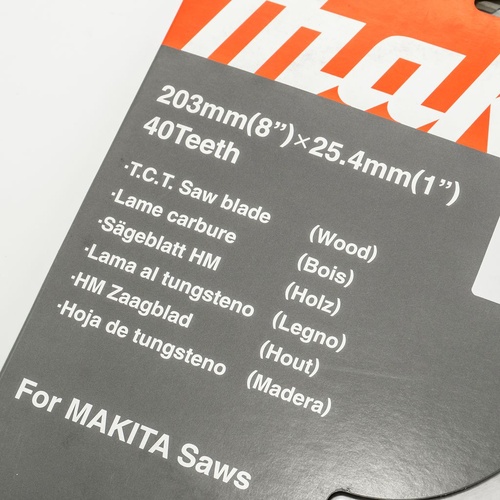 mak
203mm(8”)×25.4mm(1”)
40Teeth
·T.C.T. Saw blade (Wood)
·Lame carbure (Bois)
·Sägeblatt HM (Holz)
·Lama al tungsteno (Legno)
·HM Zaagblad (Hout)
·Hoja de tungsteno (Madera)
For MAKITA Saws